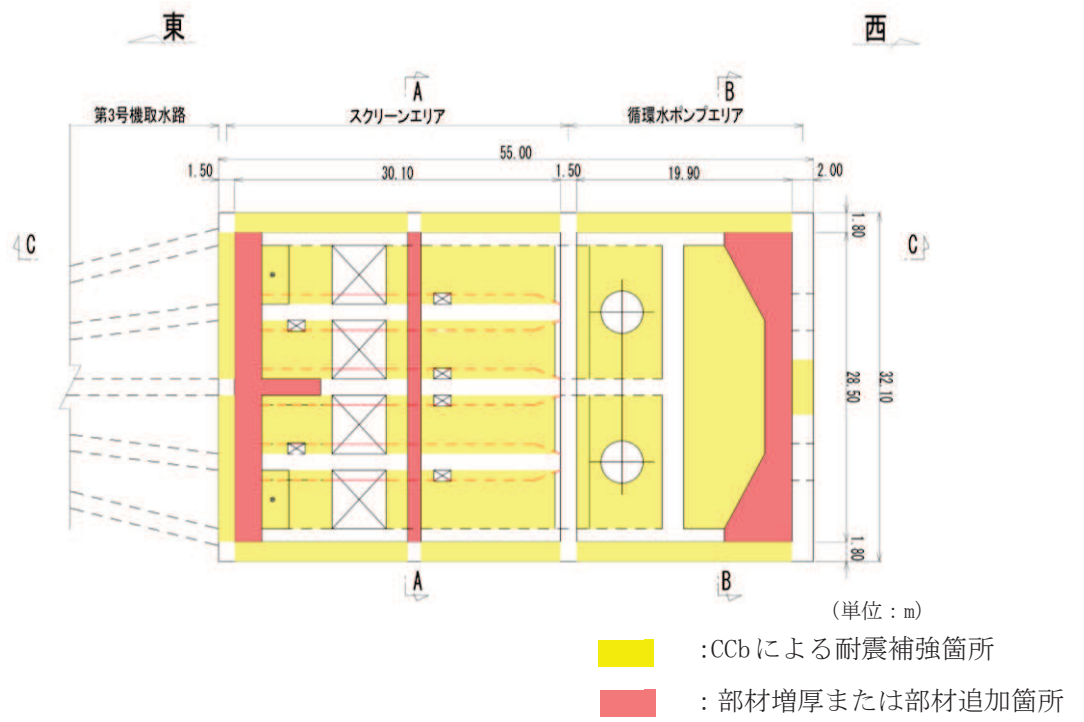 東 西
A B
第3号機取水路 スクリーンエリア 循環水ポンプエリア
55.00
1.50 30.10 1.50 19.90 2.00
1.80
C C
28.50 32.10
1.80
A B
(単位:m)
:CCbによる耐震補強箇所
:部材増厚または部材追加箇所